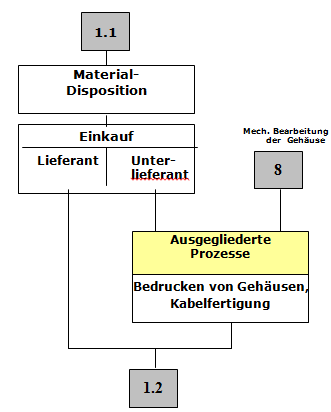 1.1
Material-
Disposition
Einkauf
Lieferant
Unter-
lieferant
Mech. Bearbeitung
der Gehäuse
8
Ausgegliederte
Prozesse
Bedrucken von Gehäusen,
Kabelfertigung
1.2